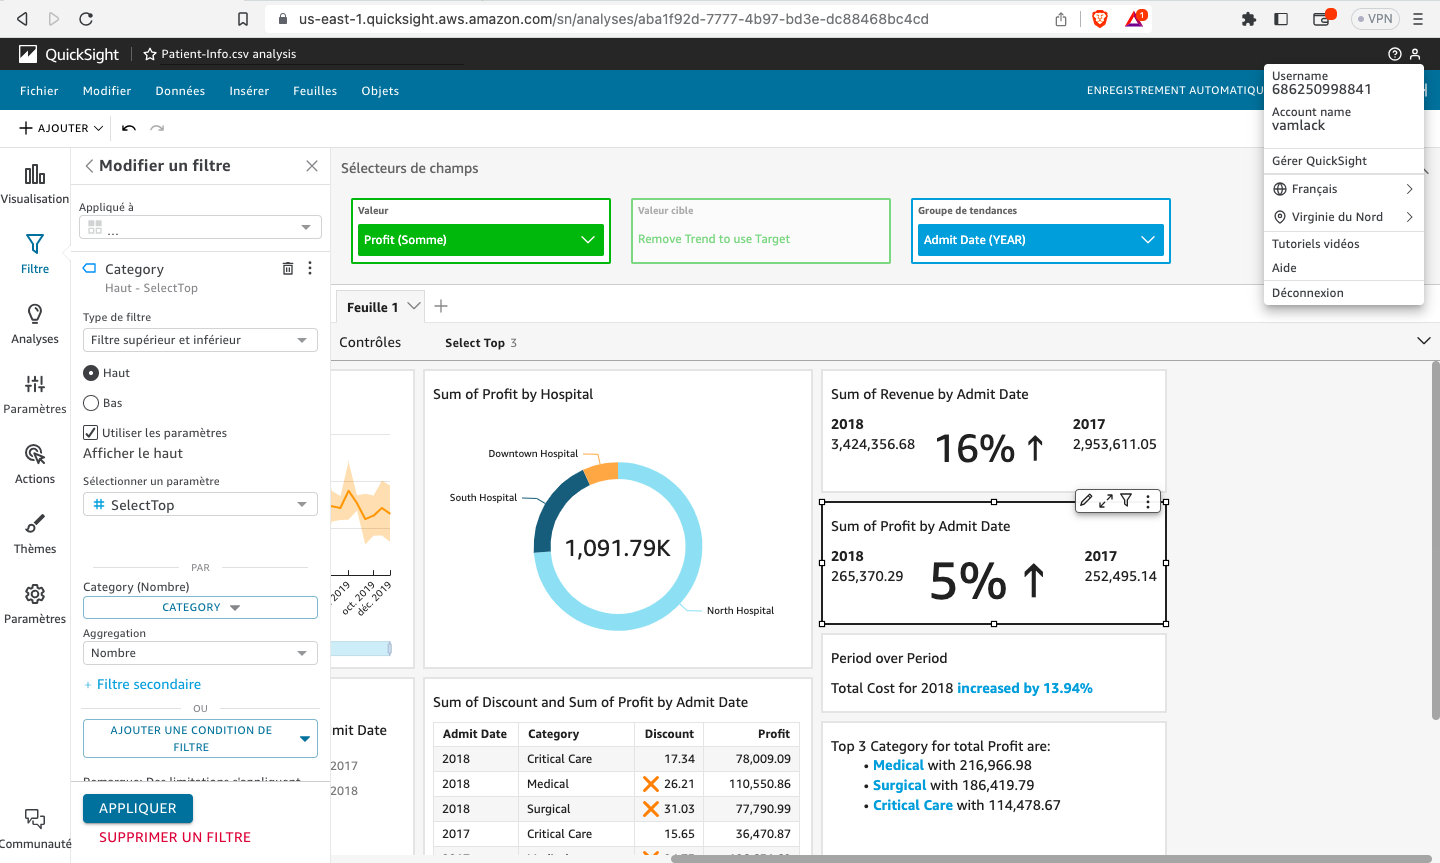 us-east-1.quicksight.aws.amazon.com/sn/analyses/aba1f92d-7777-4b97-bd3e-dc88468bc4cd
1
VPN
QuickSight
Patient-Info.csv analysis
Fichier
Modifier
Données
Insérer
Feuilles
Objets
ENREGISTREMENT AUTOMATIQU
Username
686250998841
Account name
vamlack
Gérer QuickSight
Français
Virginie du Nord
Tutoriels vidéos
Aide
Déconnexion
AJOUTER
Visualisation
Filtre
Analyses
Paramètres
Actions
Thèmes
Paramètres
Communauté
Modifier un filtre
Appliqué à
...
Category
Haut - SelectTop
Type de filtre
Filtre supérieur et inférieur
Haut
Bas
Utiliser les paramètres
Afficher le haut
Sélectionner un paramètre
# SelectTop
PAR
Category (Nombre)
CATEGORY
Aggregation
Nombre
+ Filtre secondaire
OU
AJOUTER UNE CONDITION DE
FILTRE
APPLIQUER
SUPPRIMER UN FILTRE
Sélecteurs de champs
Valeur
Profit (Somme)
Valeur cible
Remove Trend to use Target
Groupe de tendances
Admit Date (YEAR)
Feuille 1
Contrôles
Select Top 3
oct. 2019
déc. 2019
mit Date
2017
2018
Sum of Profit by Hospital
Downtown Hospital
South Hospital
1,091.79K
North Hospital
Sum of Revenue by Admit Date
2018
3,424,356.68
16% ↑
2017
2,953,611.05
Sum of Profit by Admit Date
2018
265,370.29
5% ↑
2017
252,495.14
Period over Period
Total Cost for 2018 increased by 13.94%
Sum of Discount and Sum of Profit by Admit Date
Admit Date Category Discount Profit
2018 Critical Care 17.34 78,009.09
2018 Medical 26.21 110,550.86
2018 Surgical 31.03 77,790.99
2017 Critical Care 15.65 36,470.87
Top 3 Category for total Profit are:
• Medical with 216,966.98
• Surgical with 186,419.79
• Critical Care with 114,478.67